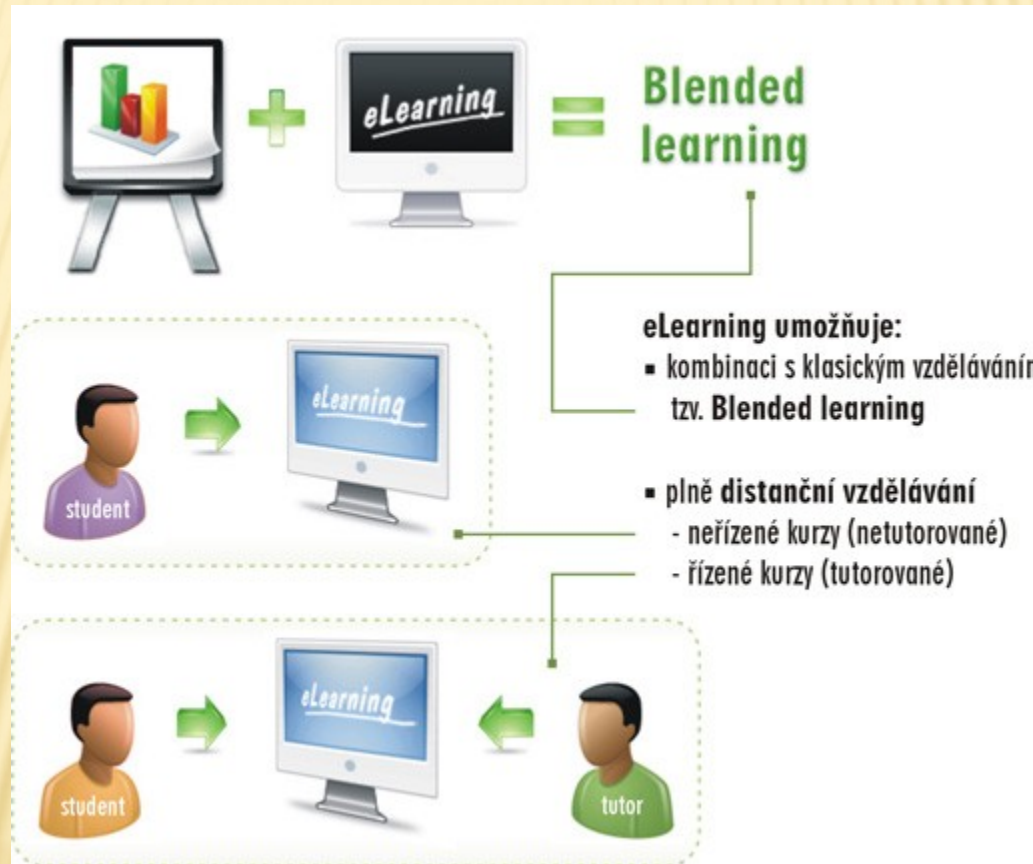 eLearning
Blended
learning
eLearning umožňuje:
▪ kombinaci s klasickým vzděláváním
tzv. Blended learning
student
eLearning
▪ plně distanční vzdělávání
- neřízené kurzy (netutorované)
- řízené kurzy (tutorované)
student
eLearning
tutor